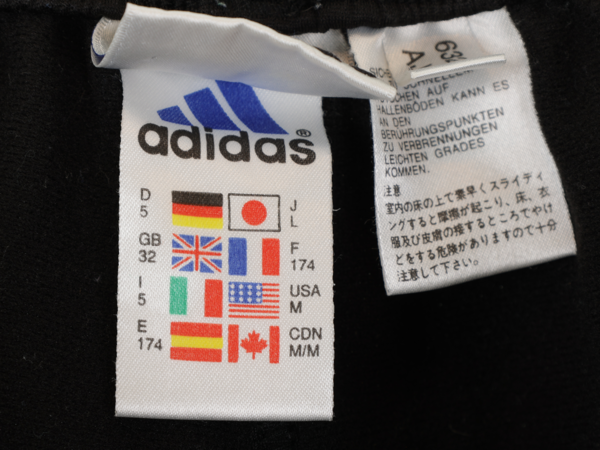 adidas®
D
5
J
L
GB
32
F
174
I
5
USA
M
E
174
CDN
M/M
SCHNELLEM
AUF
HALLENBÖDEN KANN ES
AN DEN
BERÜHRUNGSPUNKTEN
ZU VERBRENNUNGEN
LEICHTEN GRADES
KOMMEN.
注意
室内の床の上で素早くスライディ
ングすると摩擦が起こり、床、衣
服及び皮膚の接するところでやけ
どをする危険がありますので十分
注意して下さい。